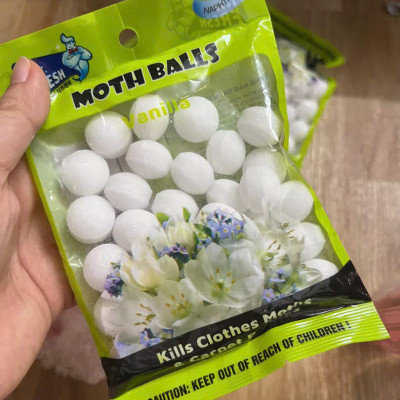 FRESH
MOTH BALLS
Vanilla
Kills Clothes Moths
& Carpet
CAUTION: KEEP OUT OF REACH OF CHILDREN !